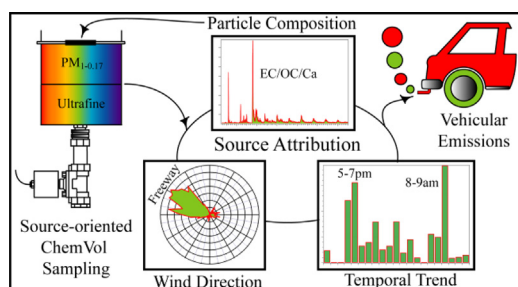 Particle Composition
PM1-0.17
Ultrafine
EC/OC/Ca
Source Attribution
Vehicular
Emissions
Source-oriented
ChemVol
Sampling
Freeway
Wind Direction
5-7pm
8-9am
Temporal Trend